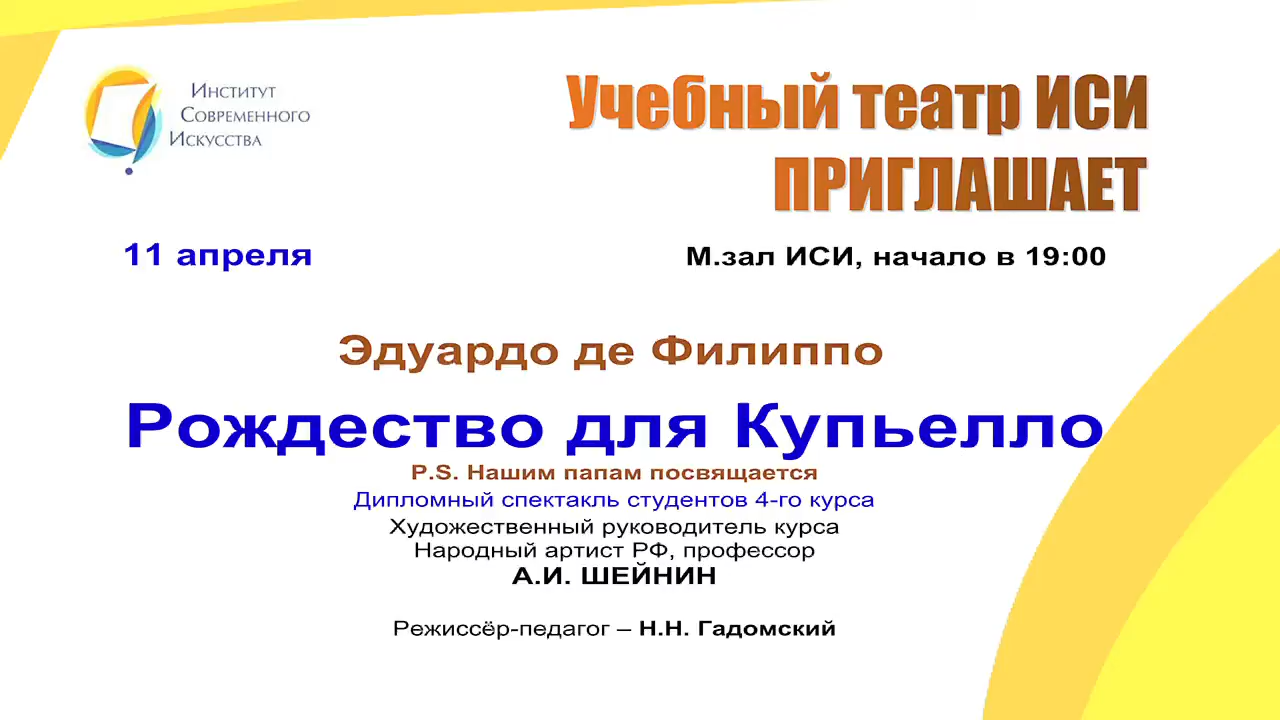 Институт
Современного
Искусства
Учебный театр ИСИ
ПРИГЛАШАЕТ
11 апреля
М.зал ИСИ, начало в 19:00
Эдуардо де Филиппо
Рождество для Купьелло
P.S. Нашим папам посвящается
Дипломный спектакль студентов 4-го курса
Художественный руководитель курса
Народный артист РФ, профессор
А.И. ШЕЙНИН
Режиссёр-педагог – Н.Н. Гадомский